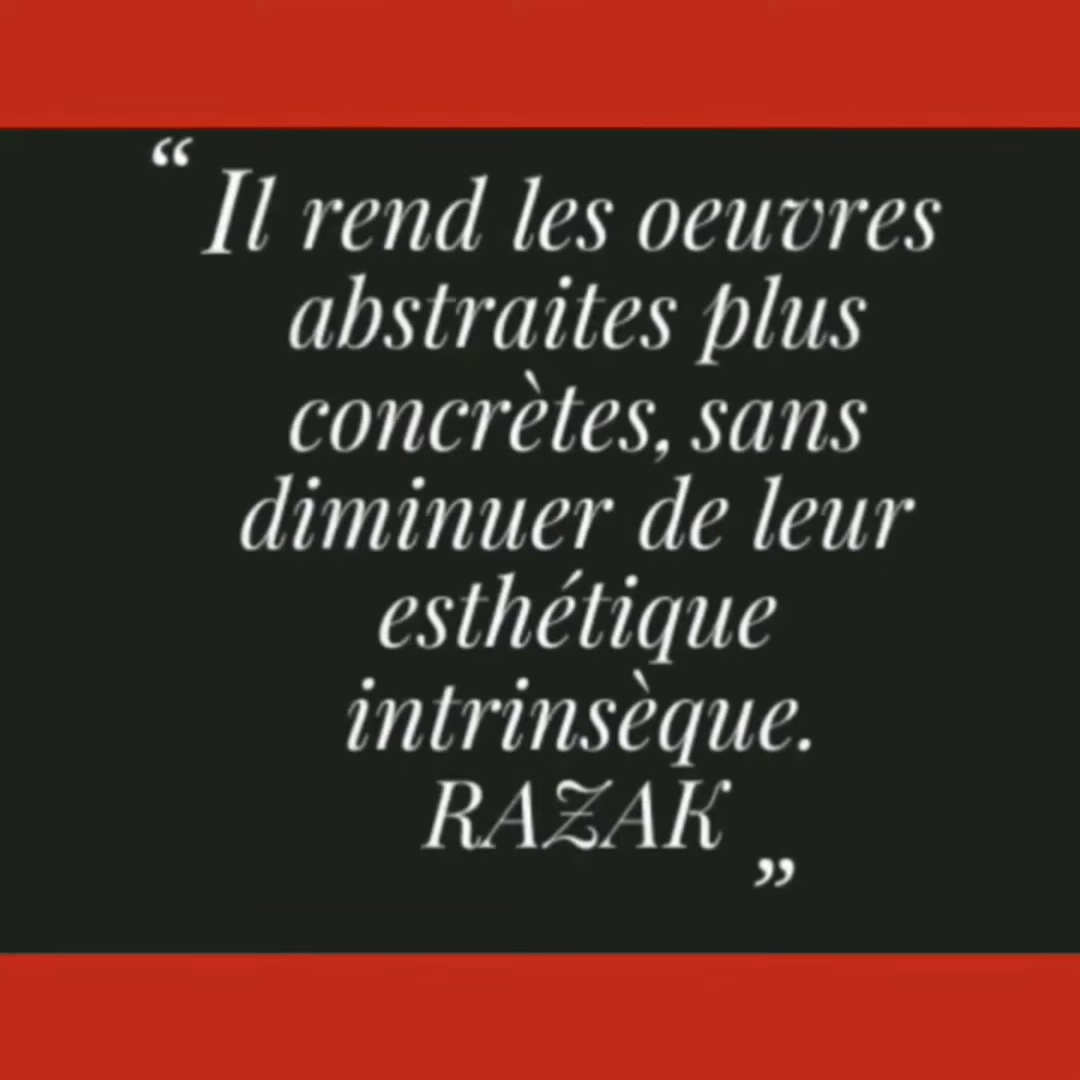 “ Il rend les oeuvres
abstraites plus
concrètes, sans
diminuer de leur
esthétique
intrinsèque.
RAZAK ”